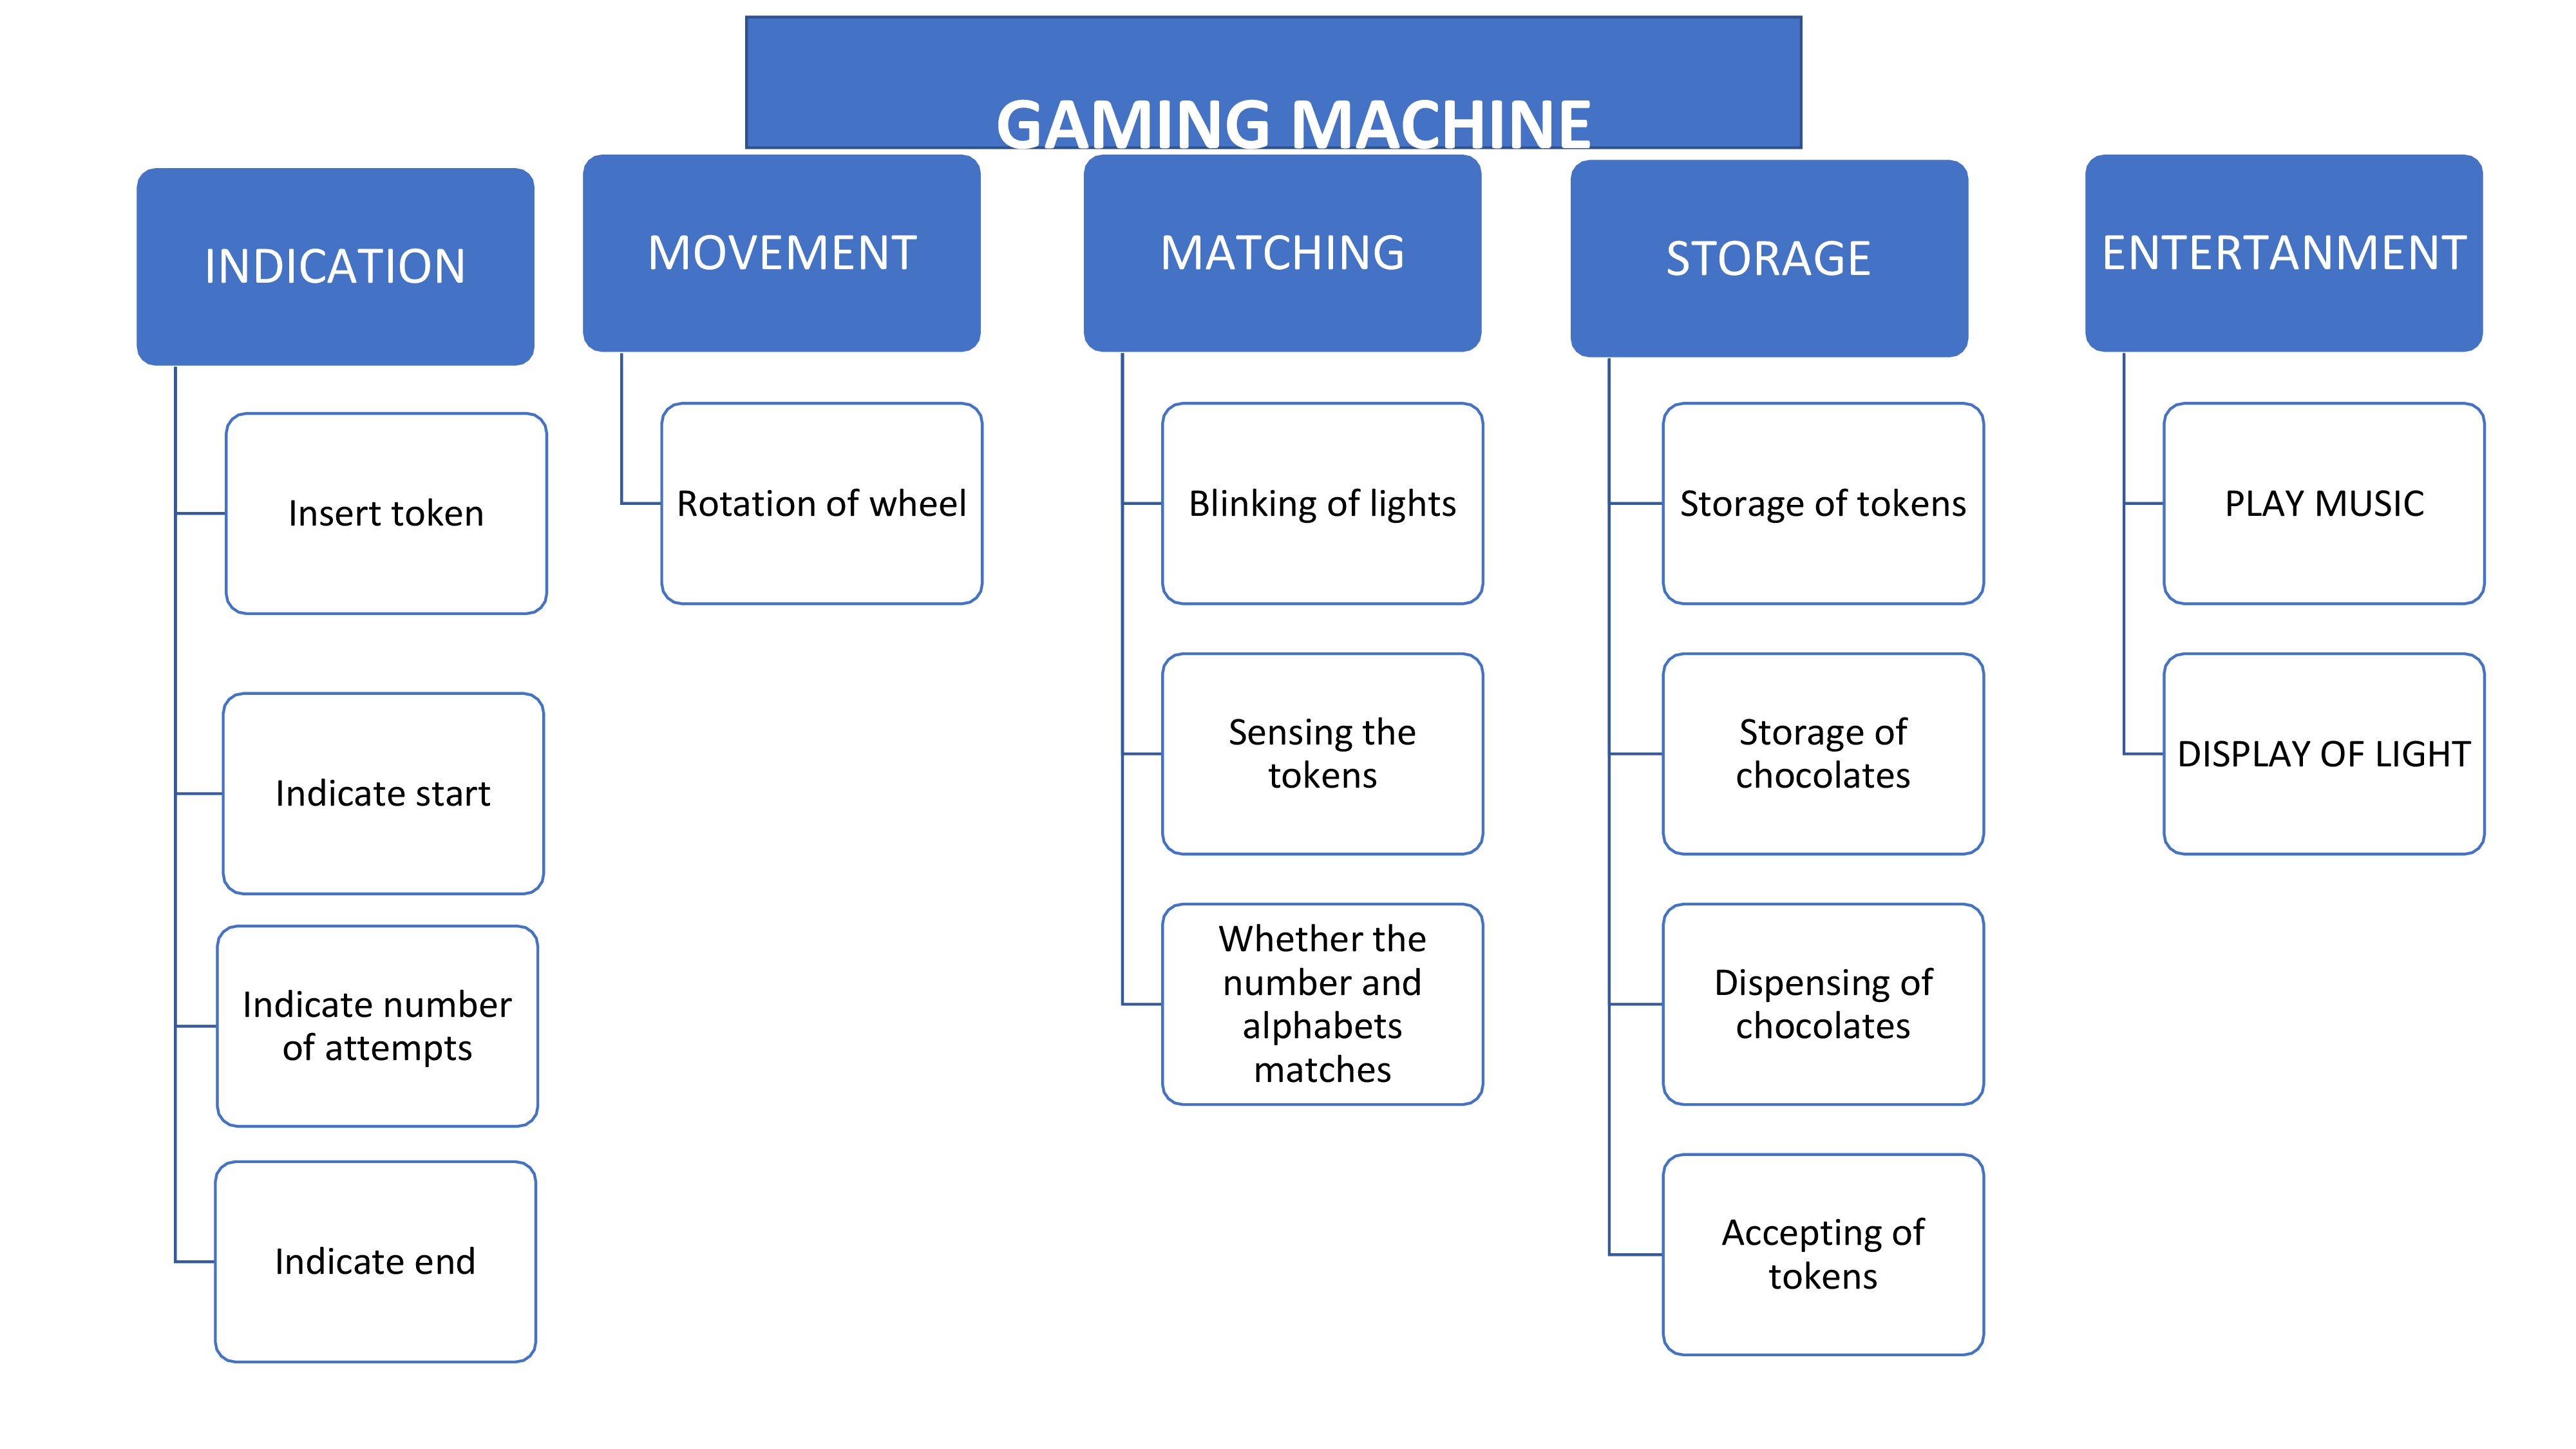 GAMING MACHINE
INDICATION
Insert token
Indicate start
Indicate number
of attempts
Indicate end
MOVEMENT
Rotation of wheel
MATCHING
Blinking of lights
Sensing the
tokens
Whether the
number and
alphabets
matches
STORAGE
Storage of tokens
Storage of
chocolates
Dispensing of
chocolates
Accepting of
tokens
ENTERTANMENT
PLAY MUSIC
DISPLAY OF LIGHT